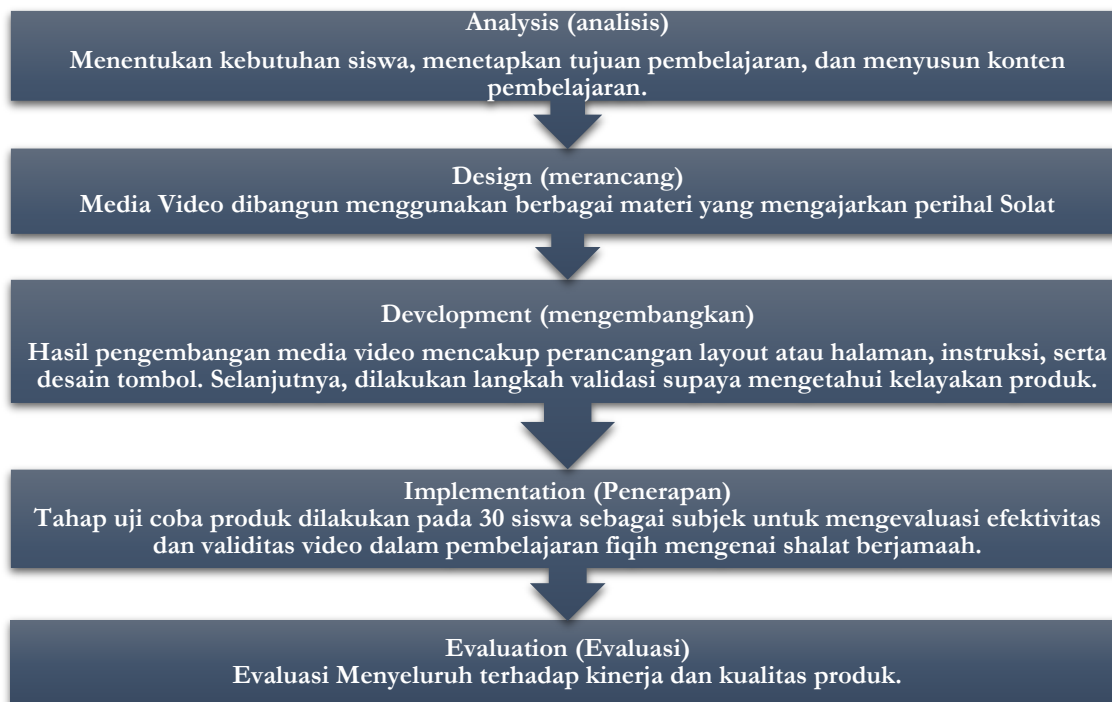 Analysis (analisis)
Menentukan kebutuhan siswa, menetapkan tujuan pembelajaran, dan menyusun konten
pembelajaran.
Design (merancang)
Media Video dibangun menggunakan berbagai materi yang mengajarkan perihal Solat
Development (mengembangkan)
Hasil pengembangan media video mencakup perancangan layout atau halaman, instruksi, serta
desain tombol. Selanjutnya, dilakukan langkah validasi supaya mengetahui kelayakan produk.
Implementation (Penerapan)
Tahap uji coba produk dilakukan pada 30 siswa sebagai subjek untuk mengevaluasi efektivitas
dan validitas video dalam pembelajaran fiqih mengenai shalat berjamaah.
Evaluation (Evaluasi)
Evaluasi Menyeluruh terhadap kinerja dan kualitas produk.